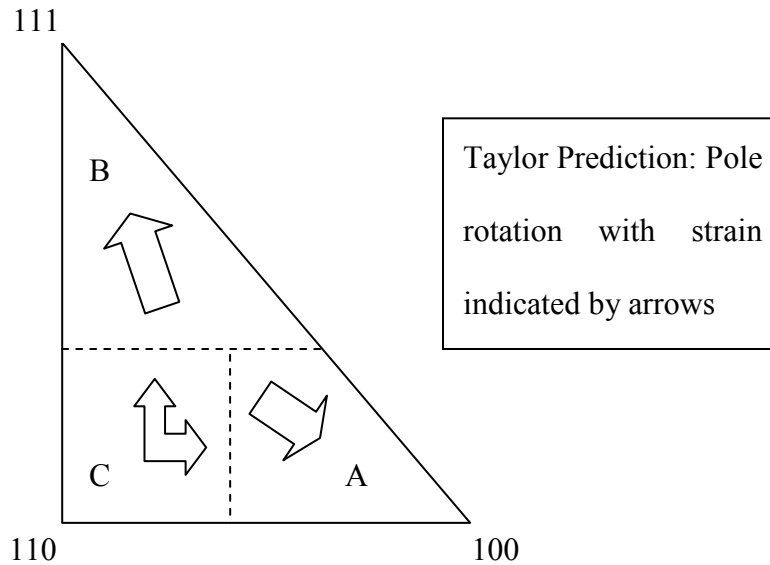 111
B
Taylor Prediction: Pole
rotation with strain
indicated by arrows
C
A
110
100